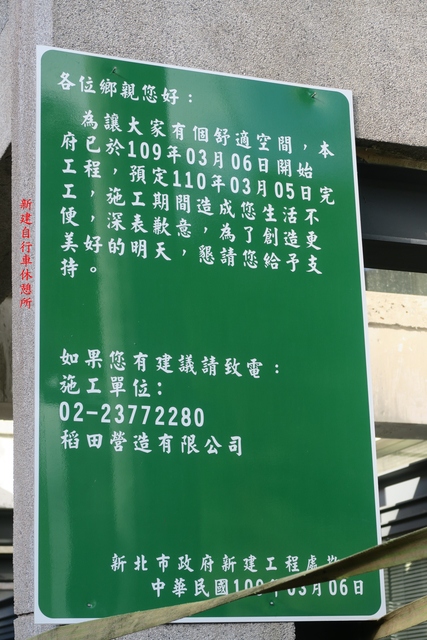 各位鄉親您好：
為讓大家有個舒適空間，本
府已於109年03月06日開始
工程，預定110年03月05日完
工，施工期間造成您生活不
便，深表歉意，為了創造更
美好的明天，懇請您給予支
持。
如果您有建議請致電：
施工單位：
02-23772280
稻田營造有限公司
新北市政府新建工程處
中華民國109年03月06日
新建自行車休憩所